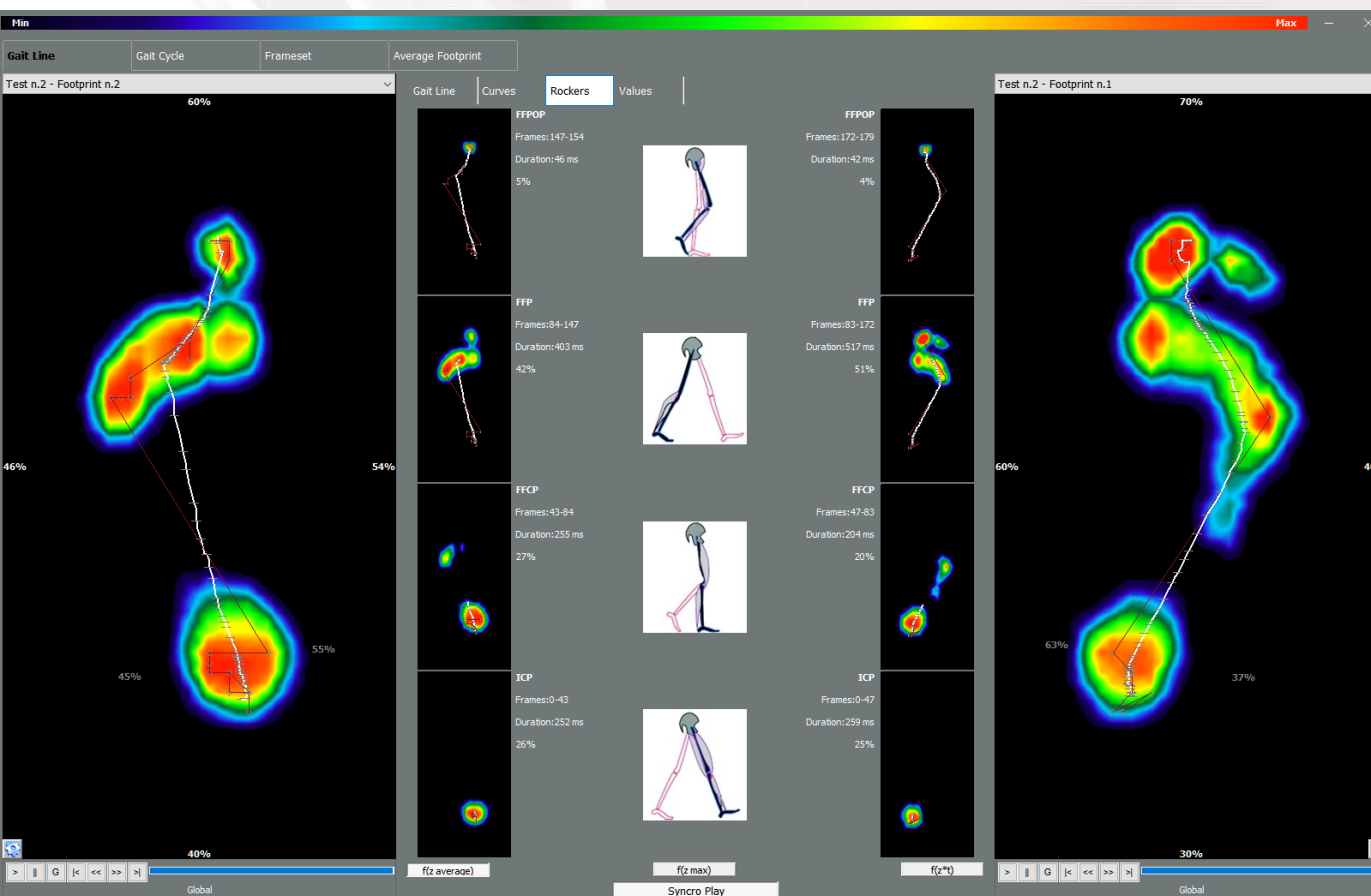 Min
Max
Gait Line
Gait Cycle
Frameset
Average Footprint
Test n.2 - Footprint n.2
60%
46%
54%
55%
45%
40%
> || G |< << >> >|
Global
Gait Line
Curves
Rockers
Values
FFPOP
Frames:147-154
Duration:46 ms
5%
FFPOP
Frames:172-179
Duration:42 ms
4%
FFP
Frames:84-147
Duration:403 ms
42%
FFP
Frames:83-172
Duration:517 ms
51%
FFCP
Frames:43-84
Duration:255 ms
27%
FFCP
Frames:47-83
Duration:204 ms
20%
ICP
Frames:0-43
Duration:252 ms
26%
ICP
Frames:0-47
Duration:259 ms
25%
f(z average)
f(z max)
f(z*t)
Syncro Play
Test n.2 - Footprint n.1
70%
60%
63%
37%
30%
> || G |< << >> >|
Global